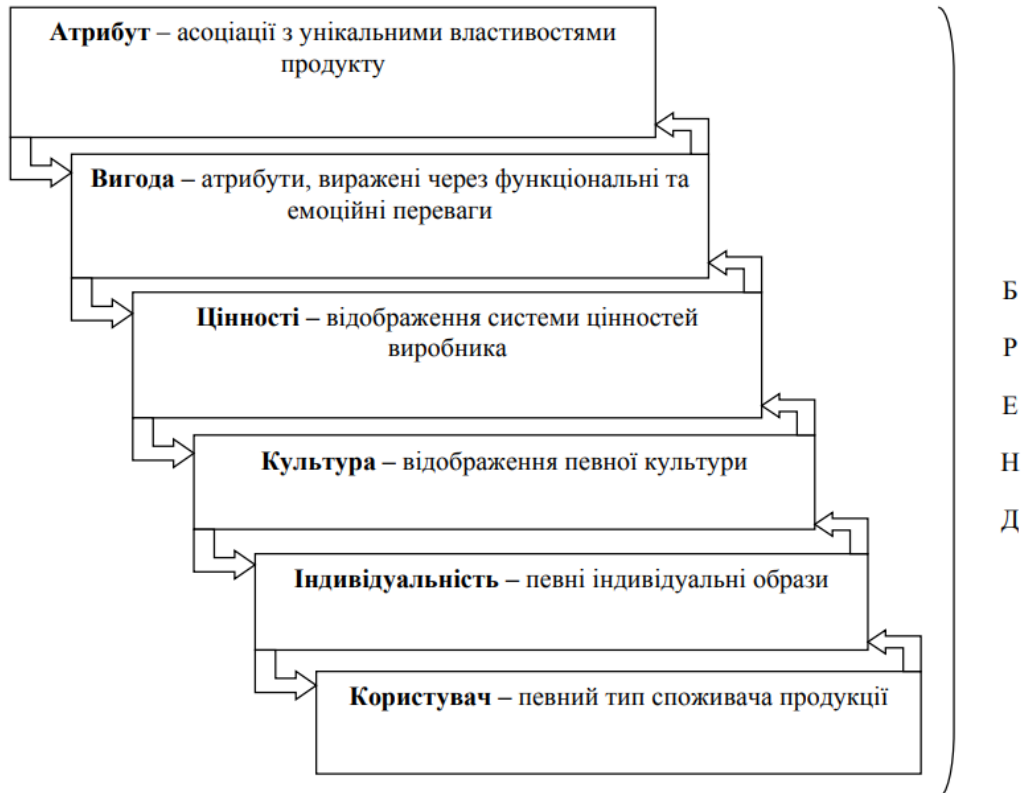 Атрибут – асоціації з унікальними властивостями
продукту
Вигода – атрибути, виражені через функціональні та
емоційні переваги
Цінності – відображення системи цінностей
виробника
Культура – відображення певної культури
Індивідуальність – певні індивідуальні образи
Користувач – певний тип споживача продукції
Б
Р
Е
Н
Д